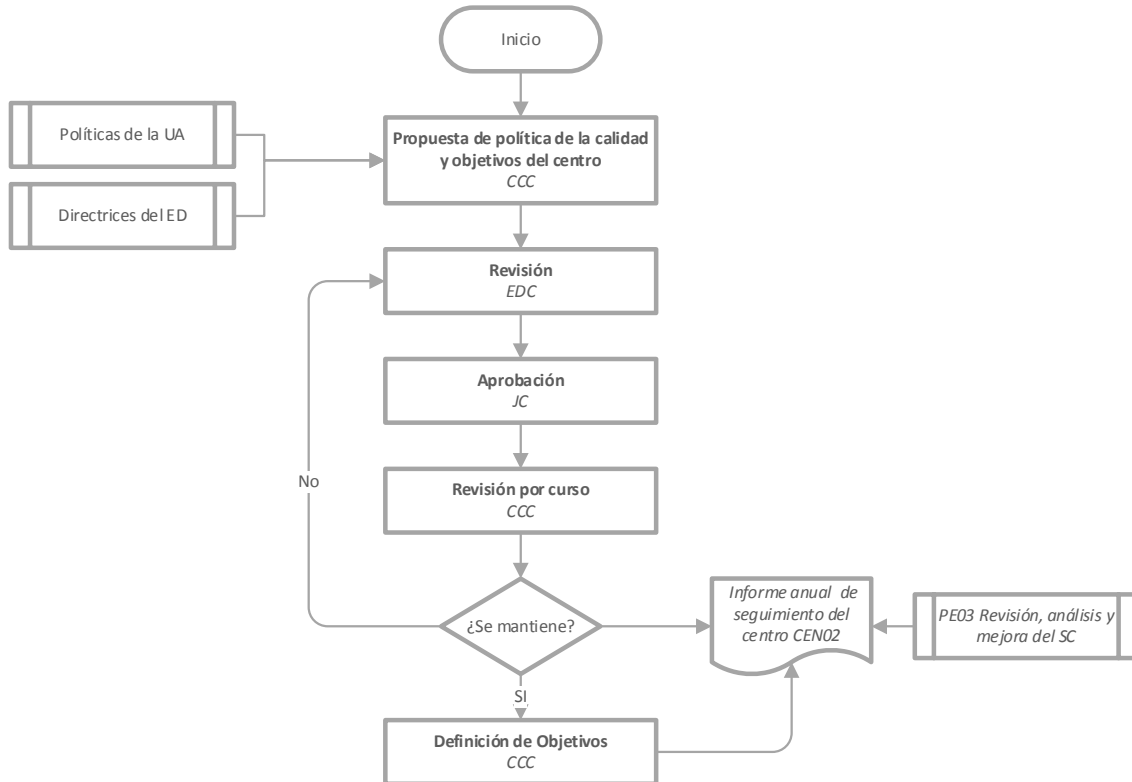 Inicio
Políticas de la UA
Directrices del ED
Propuesta de política de la calidad
y objetivos del centro
CCC
Revisión
EDC
Aprobación
JC
Revisión por curso
CCC
No
¿Se mantiene?
Informe anual de
seguimiento del
centro CEN02
PE03 Revisión, análisis y
mejora del SC
SI
Definición de Objetivos
CCC